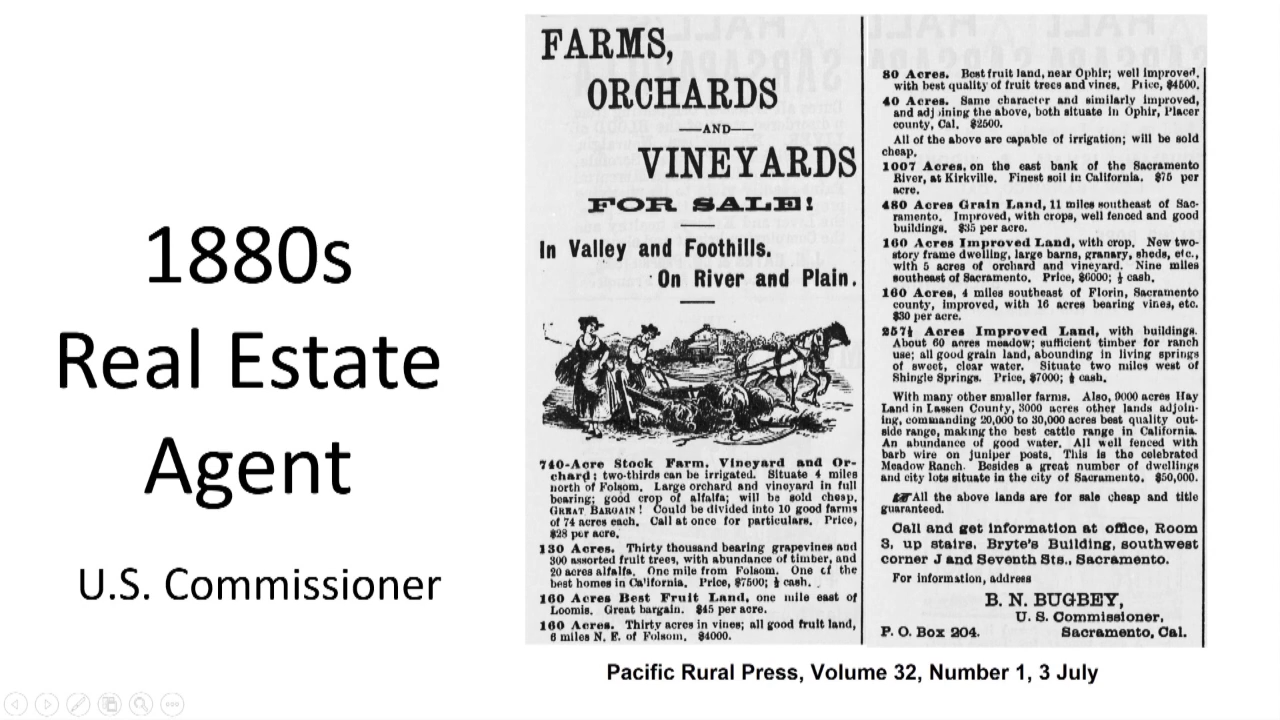 1880s
Real Estate
Agent
U.S. Commissioner
FARMS,
ORCHARDS
—AND—
VINEYARDS
FOR SALE!
In Valley and Foothills.
On River and Plain.
740-Acre Stock Farm, Vineyard and Or-
chard; two-thirds can be irrigated. Situate 4 miles
north of Folsom. Large orchard and vineyard in full
bearing; good crop of alfalfa; will be sold cheap.
GREAT BARGAIN! Could be divided into 10 good farms
of 74 acres each. Call at once for particulars. Price,
$28 per acre.
130 Acres. Thirty thousand bearing grapevines and
300 assorted fruit trees, with abundance of timber, and
20 acres alfalfa. One mile from Folsom. One of the
best homes in California. Price, $7500; ½ cash.
160 Acres Best Fruit Land, one mile east of
Loomis. Great bargain. $45 per acre.
160 Acres. Thirty acres in vines; all good fruit land,
6 miles N. E. of Folsom. $4000.
80 Acres. Best fruit land, near Ophir; well improved,
with best quality of fruit trees and vines. Price, $4500.
40 Acres. Same character and similarly improved,
and adjoining the above, both situate in Ophir, Placer
county, Cal. $2500.
All of the above are capable of irrigation; will be sold
cheap.
1007 Acres, on the east bank of the Sacramento
River, at Kirkville. Finest soil in California. $75 per
acre.
480 Acres Grain Land, 11 miles southeast of Sac-
ramento. Improved, with crops, well fenced and good
buildings. $35 per acre.
160 Acres Improved Land, with crop. New two-
story frame dwelling, large barns, granary, sheds, etc.,
with 5 acres of orchard and vineyard. Nine miles
southeast of Sacramento. Price, $6000; ½ cash.
160 Acres, 4 miles southeast of Florin, Sacramento
county, improved, with 16 acres bearing vines, etc.
$30 per acre.
257½ Acres Improved Land, with buildings.
About 60 acres meadow; sufficient timber for ranch
use; all good grain land, abounding in living springs
of sweet, clear water. Situate two miles west of
Shingle Springs. Price, $7000; ½ cash.
With many other smaller farms. Also, 9000 acres Hay
Land in Lassen County, 3000 acres other lands adjoin-
ing, commanding 20,000 to 30,000 acres best quality out-
side range, making the best cattle range in California.
An abundance of good water. All well fenced with
barb wire on juniper posts. This is the celebrated
Meadow Ranch. Besides a great number of dwellings
and city lots situate in the city of Sacramento. $50,000.
All the above lands are for sale cheap and title
guaranteed.
Call and get information at office, Room
3, up stairs, Bryte's Building, southwest
corner J and Seventh Sts., Sacramento.
For information, address
B. N. BUGBEY,
U. S. Commissioner,
P. O. Box 204. Sacramento, Cal.
Pacific Rural Press, Volume 32, Number 1, 3 July